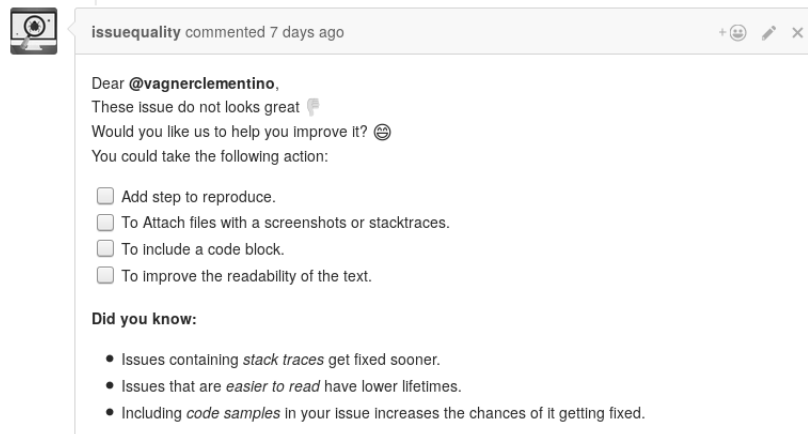 issuequality commented 7 days ago
Dear @vagnerclementino,
These issue do not looks great
Would you like us to help you improve it?
You could take the following action:
Add step to reproduce.
To Attach files with a screenshots or stacktraces.
To include a code block.
To improve the readability of the text.
Did you know:
Issues containing stack traces get fixed sooner.
Issues that are easier to read have lower lifetimes.
Including code samples in your issue increases the chances of it getting fixed.